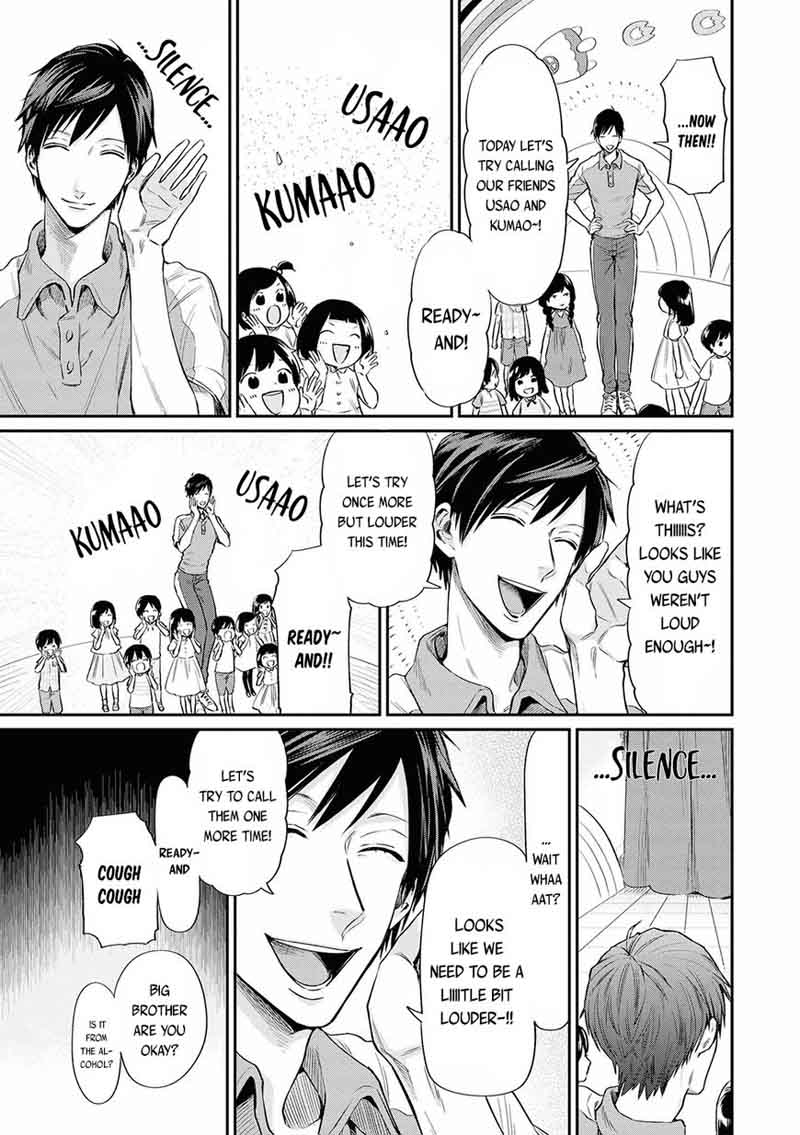 ...NOW
THEN!!
TODAY LET'S
TRY CALLING
OUR FRIENDS
USAO AND
KUMAO~!
READY~
AND!
USAAO
KUMAAO
...SILENCE...
WHAT'S
THIIIIIS?
LOOKS LIKE
YOU GUYS
WEREN'T
LOUD
ENOUGH~!
LET'S TRY
ONCE MORE
BUT LOUDER
THIS TIME!
READY~
AND!!
USAAO
KUMAAO
...SILENCE...
...
WAIT
WHAA
AAT?
LOOKS
LIKE WE
NEED TO BE A
LIIIITLE BIT
LOUDER~!!
LET'S
TRY TO CALL
THEM ONE
MORE TIME!
READY~
AND
COUGH
COUGH
BIG
BROTHER
ARE YOU
OKAY?
IS IT
FROM
THE AL-
COHOL?